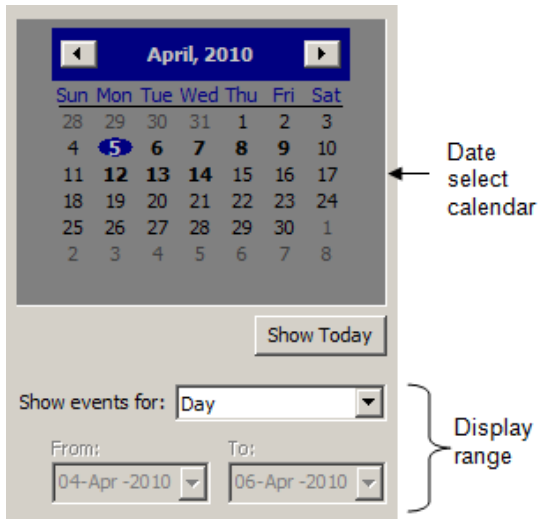 April, 2010
Sun Mon Tue Wed Thu Fri Sat
28 29 30 31 1 2 3
4 5 6 7 8 9 10
11 12 13 14 15 16 17
18 19 20 21 22 23 24
25 26 27 28 29 30 1
2 3 4 5 6 7 8
Date
select
calendar
Show Today
Show events for: Day
From: To:
04-Apr -2010 06-Apr -2010
Display
range